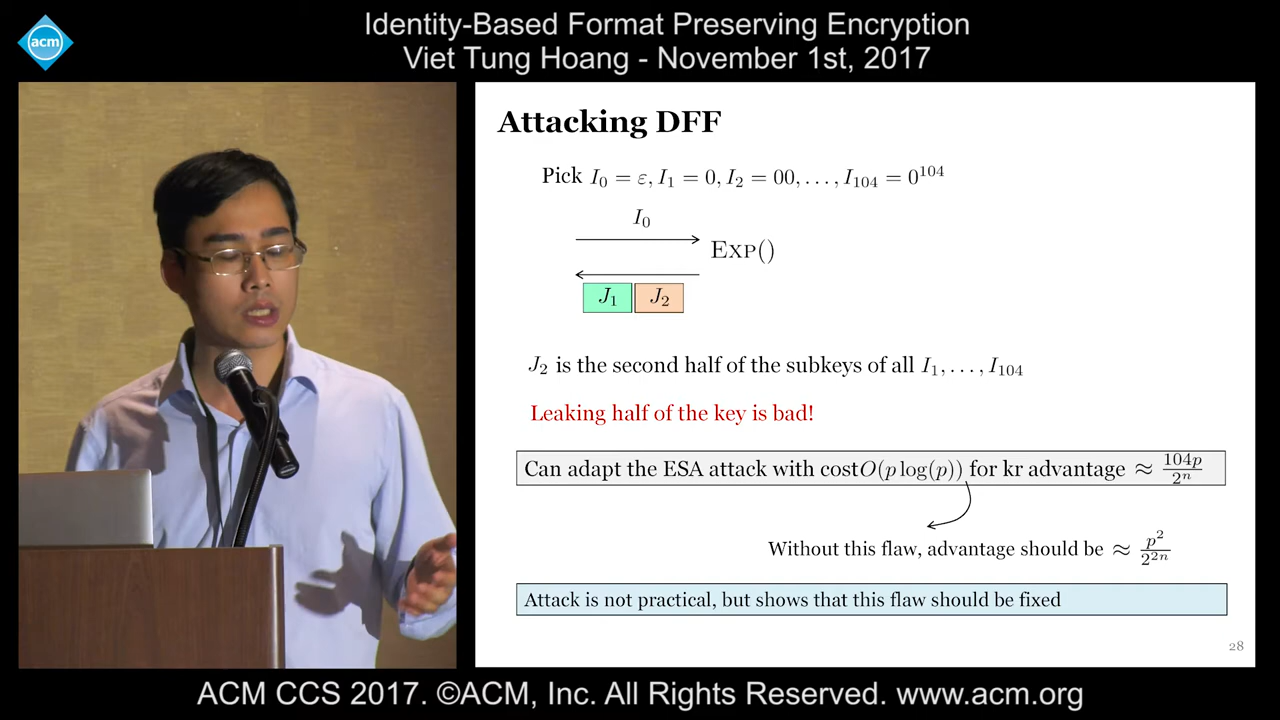 Identity-Based Format Preserving Encryption
Viet Tung Hoang - November 1st, 2017
acm
Attacking DFF
Pick I₀ = ε, I₁ = 0, I₂ = 00, . . . , I₁₀₄ = 0¹⁰⁴
I₀
EXP()
J₁ J₂
J₂ is the second half of the subkeys of all I₁, . . . , I₁₀₄
Leaking half of the key is bad!
Can adapt the ESA attack with cost O(p log(p)) for kr advantage ≈ 104p/2ⁿ
Without this flaw, advantage should be ≈ p²/2²ⁿ
Attack is not practical, but shows that this flaw should be fixed
28
ACM CCS 2017. ©ACM, Inc. All Rights Reserved. www.acm.org